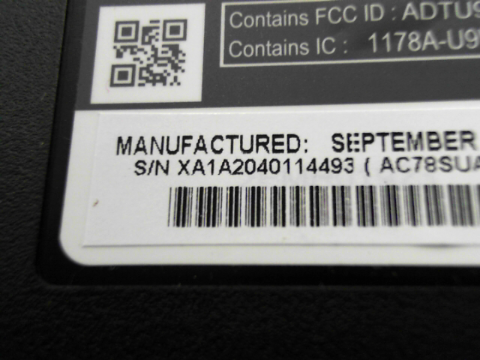 Contains FCC ID : ADTU9
Contains IC : 1178A-U9
MANUFACTURED: SEPTEMBER
S/N XA1A2040114493 ( AC78SUA